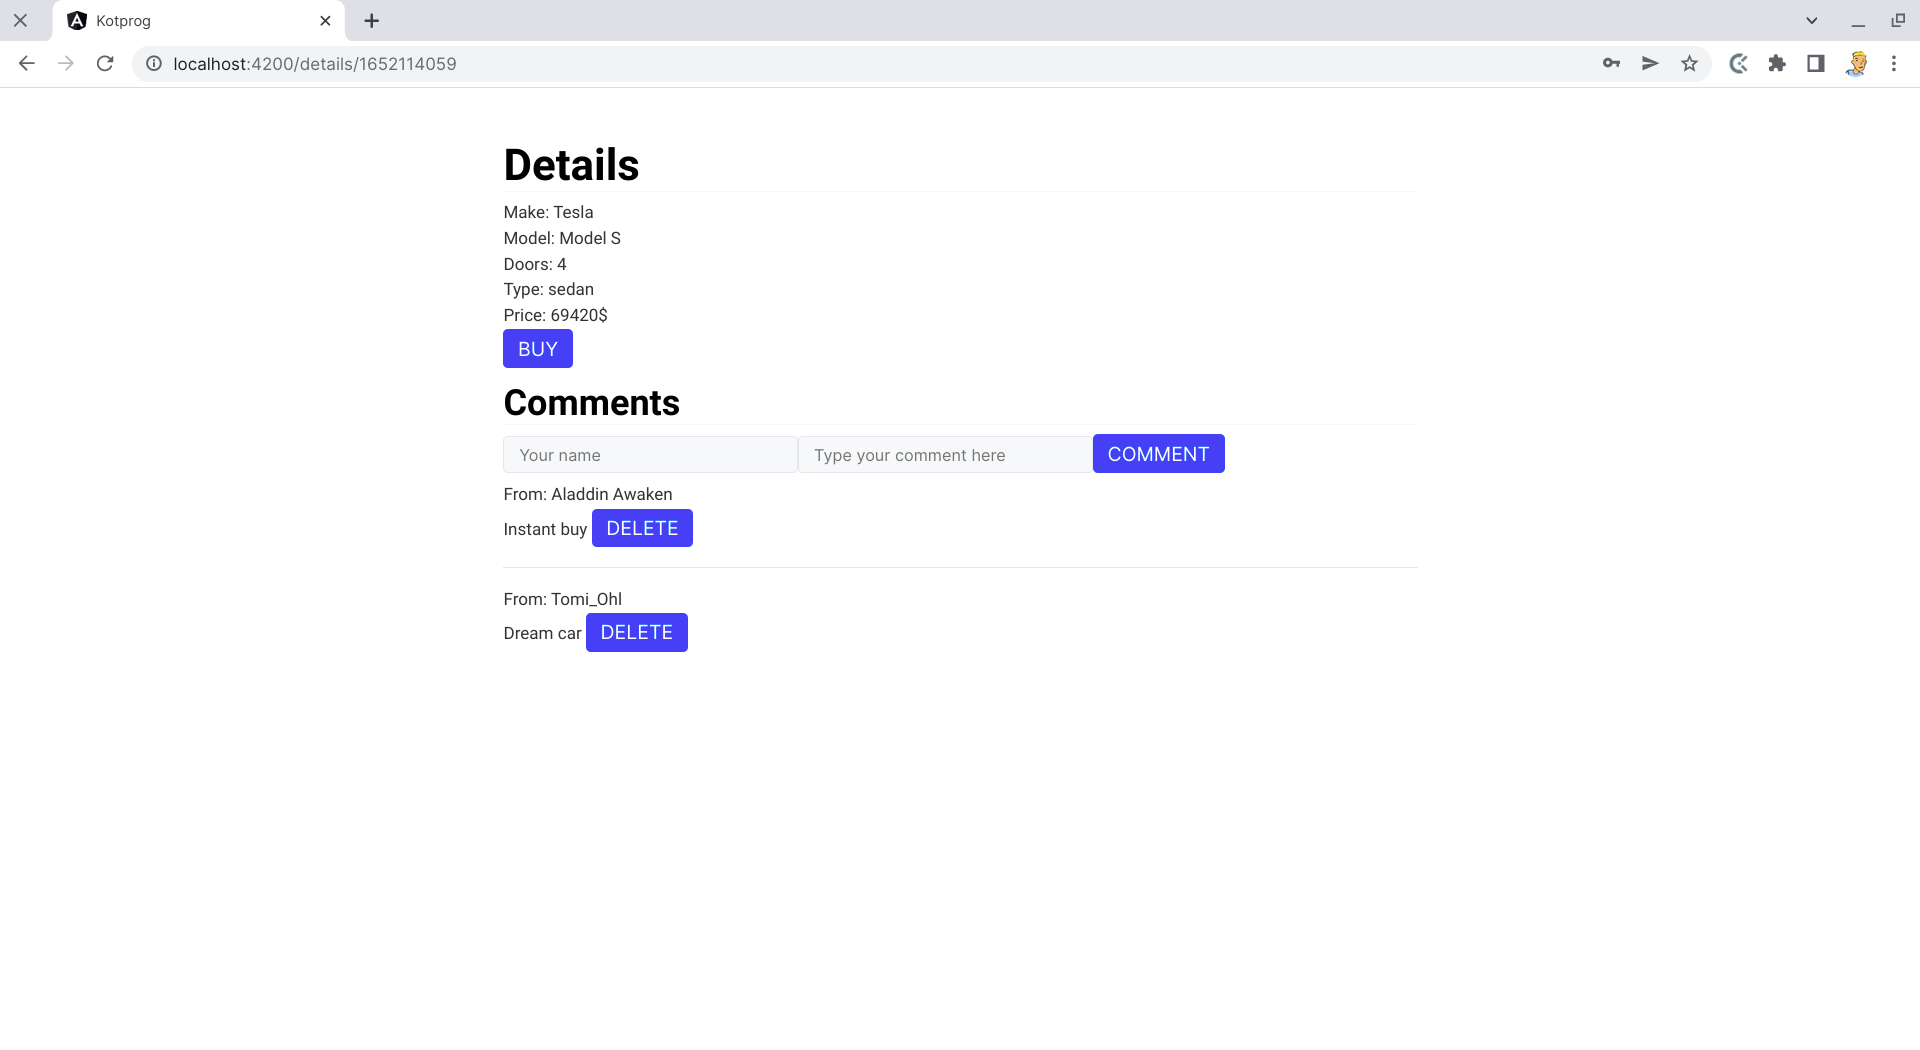 Kotprog
localhost:4200/details/1652114059
Details
Make: Tesla
Model: Model S
Doors: 4
Type: sedan
Price: 69420$
BUY
Comments
Your name Type your comment here COMMENT
From: Aladdin Awaken
Instant buy DELETE
From: Tomi_Ohl
Dream car DELETE